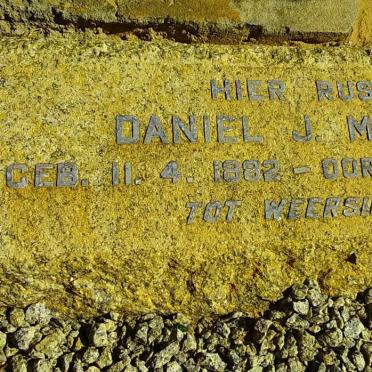 HIER RUS
DANIEL J. M
GEB. 11. 4. 1882 – OOR
TOT WEERSI